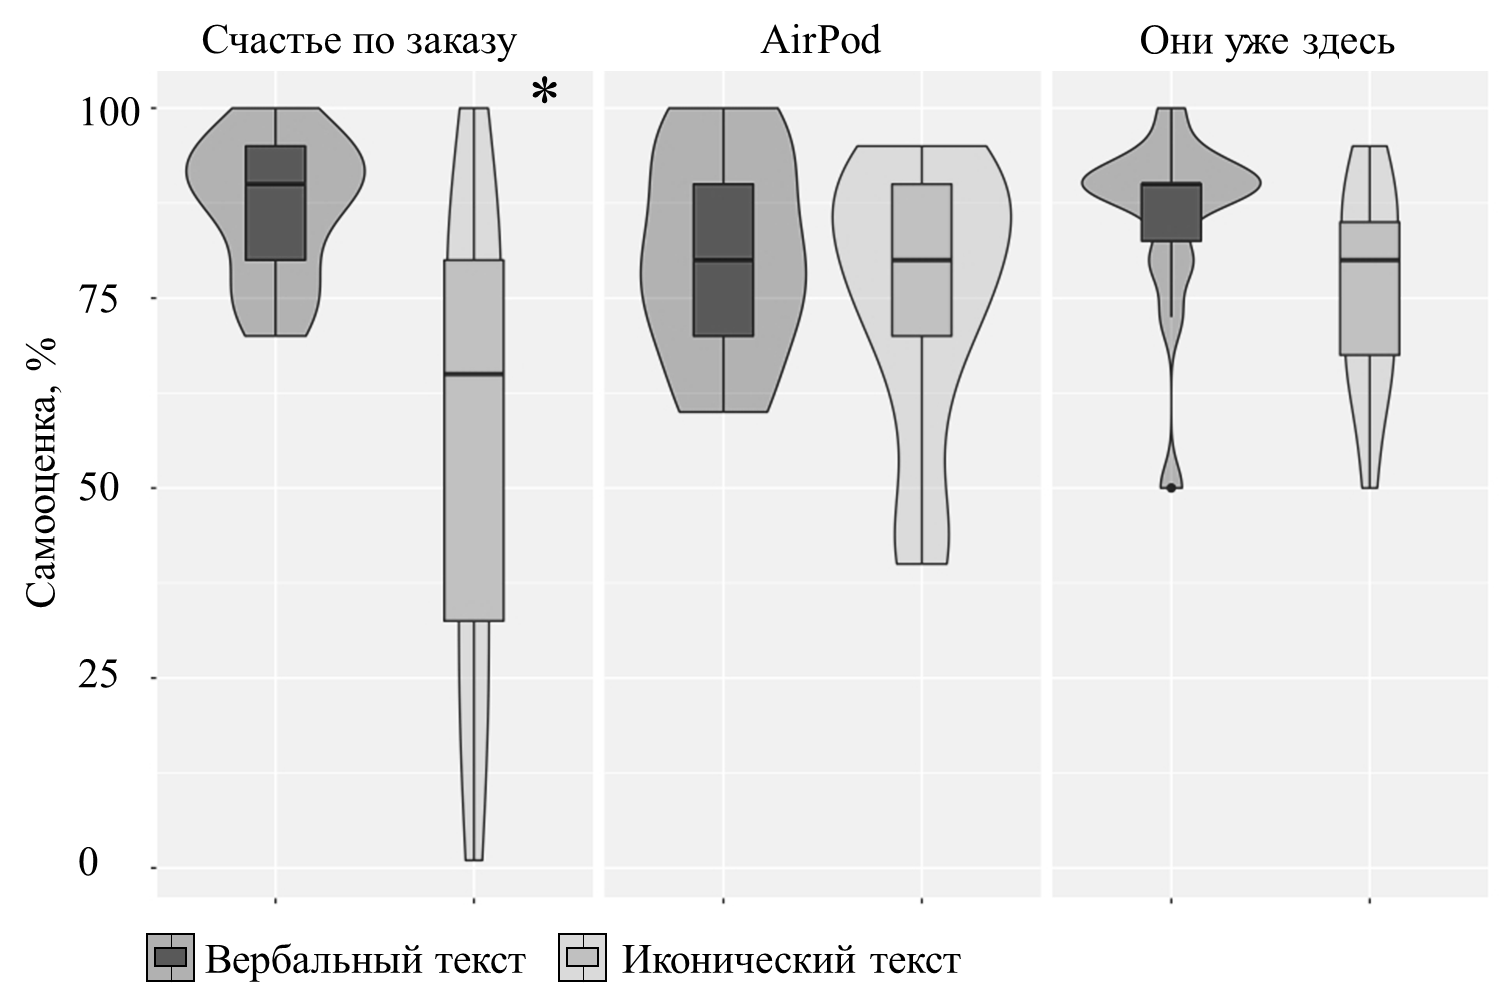 Счастье по заказу
AirPod
Они уже здесь
*
100
75
50
25
0
Самооценка, %
Вербальный текст
Иконический текст